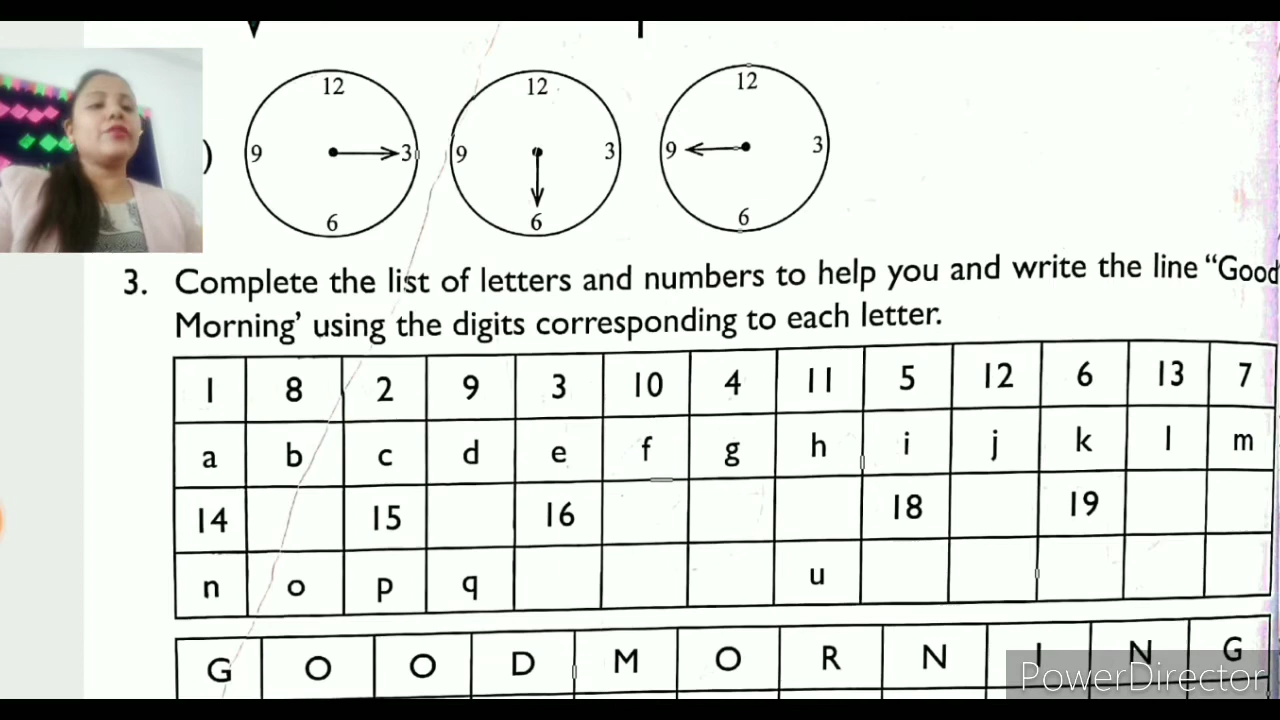 )
12
9 3
6
12
9 3
6
12
9 3
6
3. Complete the list of letters and numbers to help you and write the line “Good
Morning’ using the digits corresponding to each letter.
1 8 2 9 3 10 4 11 5 12 6 13 7
a b c d e f g h i j k l m
14 15 16 18 19
n o p q u
G O O D M O R N I N G
PowerDirector